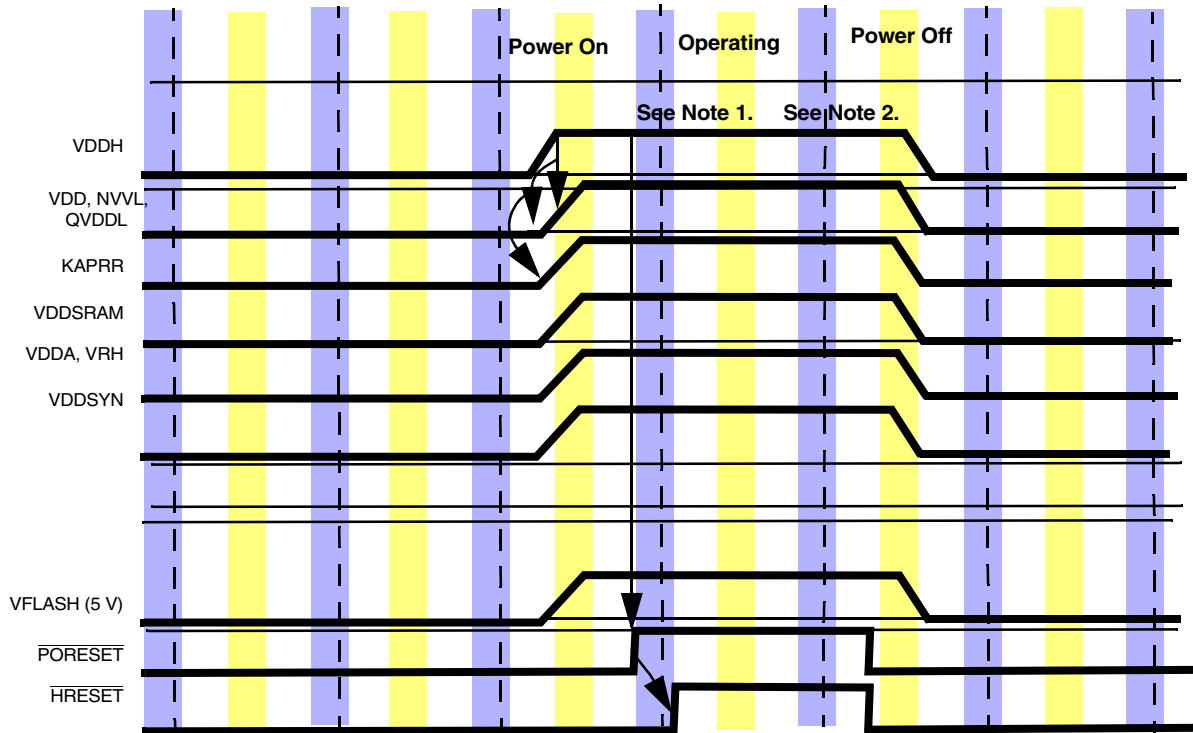 Power On Operating Power Off
See Note 1. See Note 2.
VDDH
VDD, NVVL,
QVDDL
KAPRR
VDDSRAM
VDDA, VRH
VDDSYN
VFLASH (5 V)
PORESET
HRESET